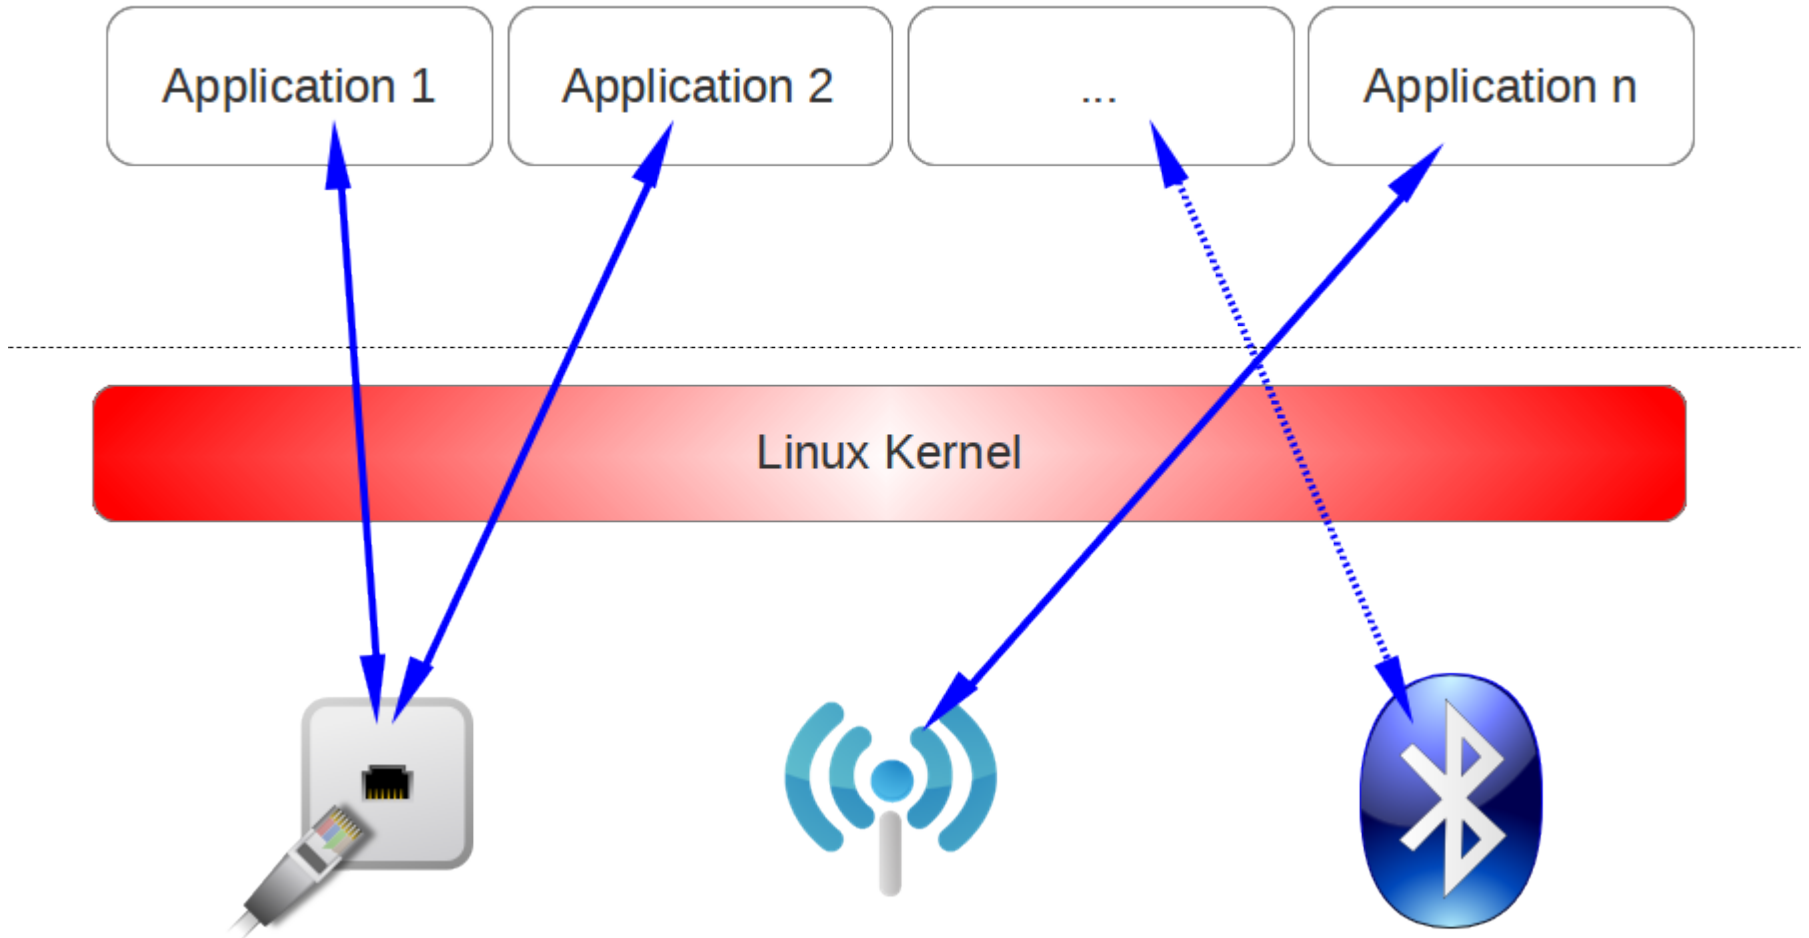 Application 1
Application 2
...
Application n
Linux Kernel